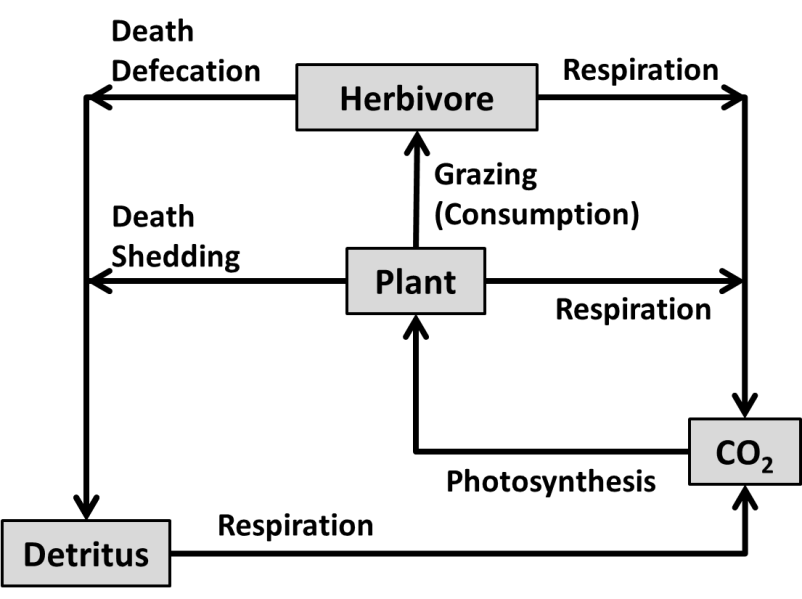 Death
Defecation
Herbivore
Respiration
Grazing
(Consumption)
Death
Shedding
Plant
Respiration
CO₂
Photosynthesis
Respiration
Detritus